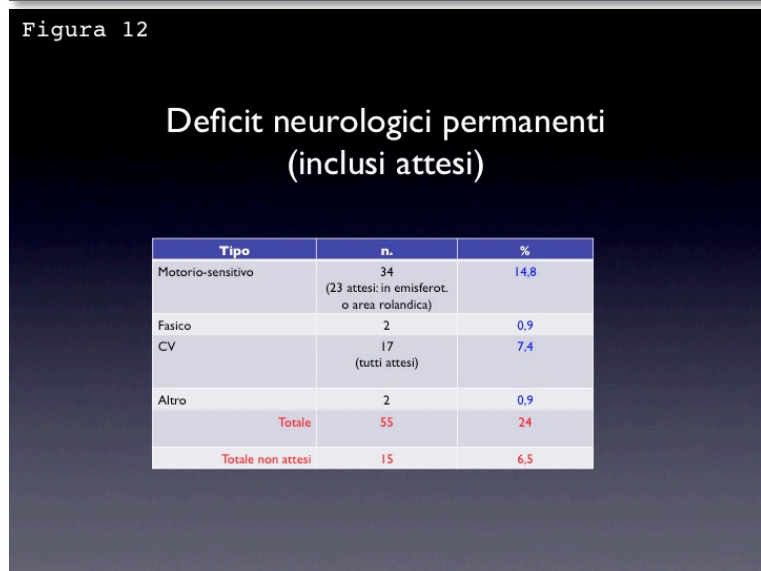 Figura 12
Deficit neurologici permanenti
(inclusi attesi)
Tipo n. %
Motorio-sensitivo 34 14,8
(23 attesi: in emisferot.
o area rolandica)
Fasico 2 0,9
CV 17 7,4
(tutti attesi)
Altro 2 0,9
Totale 55 24
Totale non attesi 15 6,5